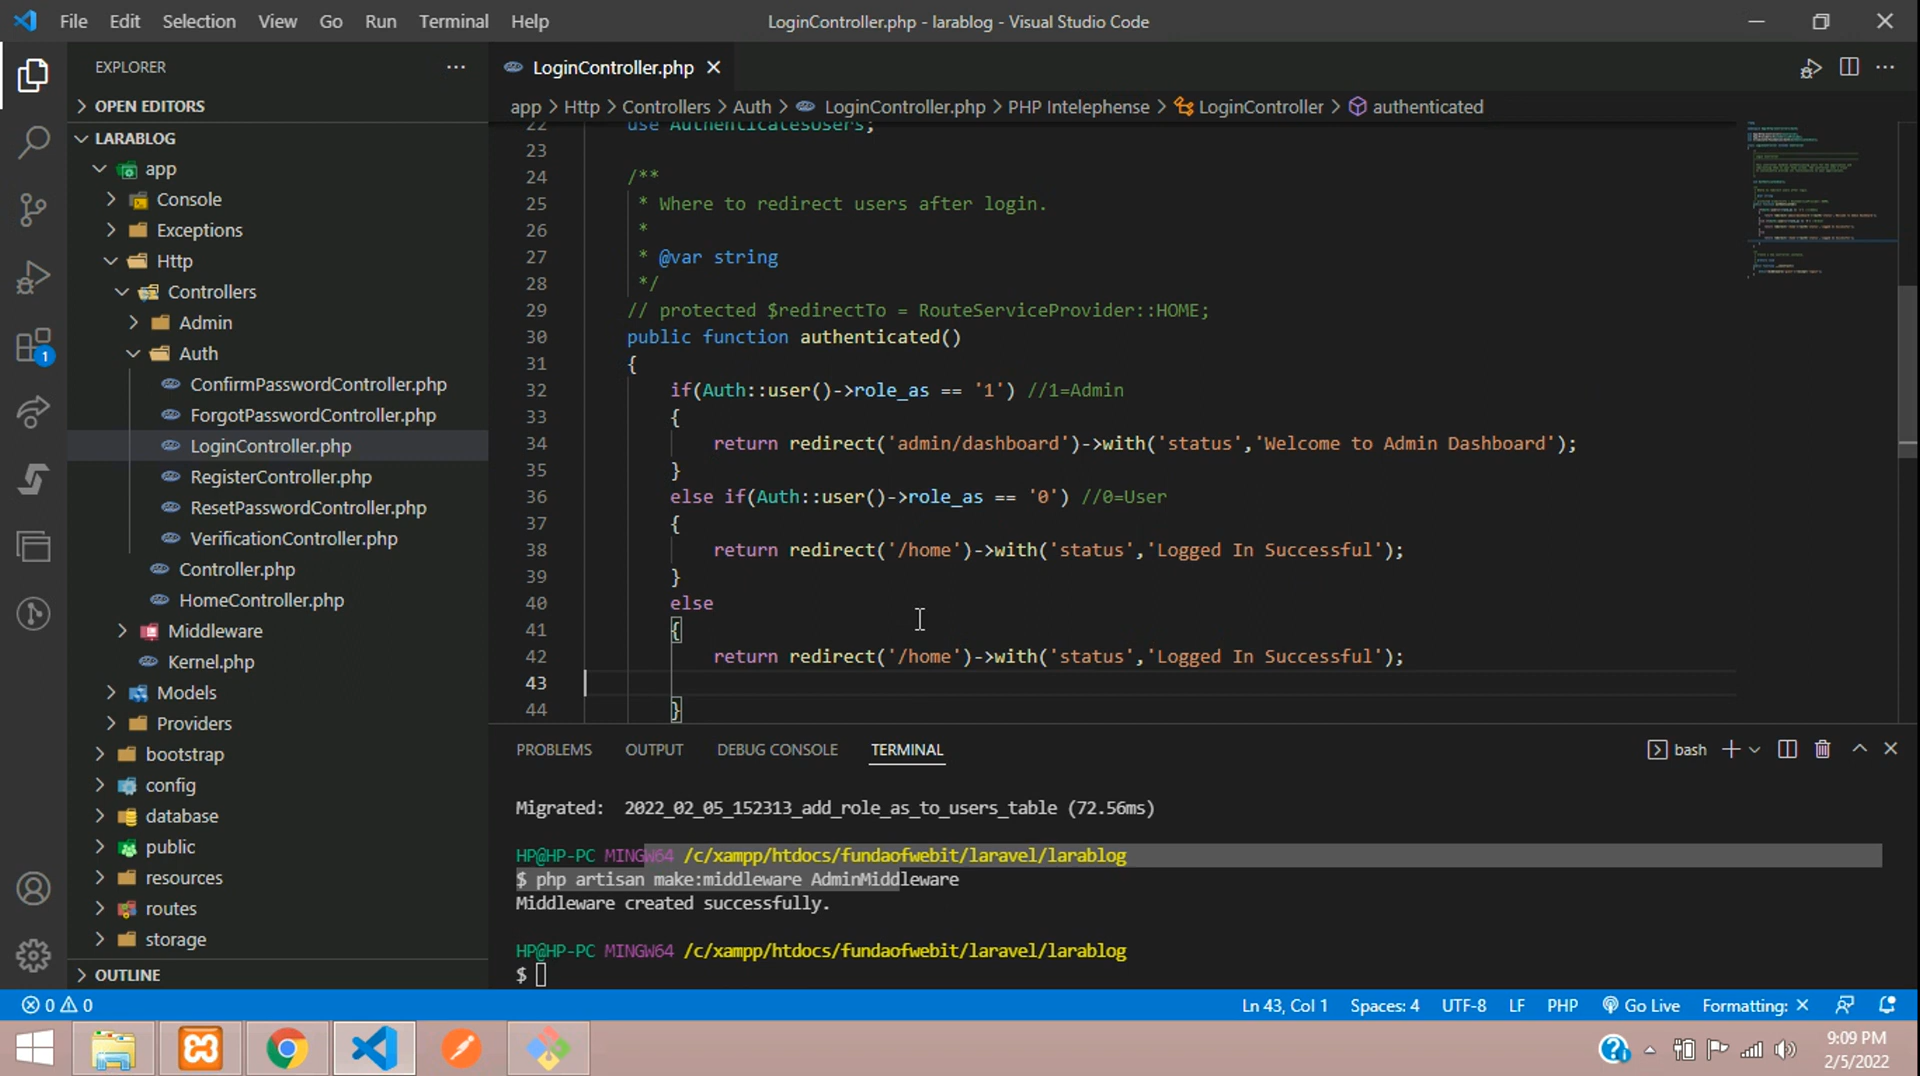 File Edit Selection View Go Run Terminal Help
LoginController.php - larablog - Visual Studio Code
EXPLORER
OPEN EDITORS
LARABLOG
app
Console
Exceptions
Http
Controllers
Admin
Auth
ConfirmPasswordController.php
ForgotPasswordController.php
LoginController.php
RegisterController.php
ResetPasswordController.php
VerificationController.php
Controller.php
HomeController.php
Middleware
Kernel.php
Models
Providers
bootstrap
config
database
public
resources
routes
storage
OUTLINE
1
LoginController.php
app > Http > Controllers > Auth > LoginController.php > PHP Intelephense > LoginController > authenticated
22 use AuthenticatesUsers;
23
24 /**
25 * Where to redirect users after login.
26 *
27 * @var string
28 */
29 // protected $redirectTo = RouteServiceProvider::HOME;
30 public function authenticated()
31 {
32 if(Auth::user()->role_as == '1') //1=Admin
33 {
34 return redirect('admin/dashboard')->with('status','Welcome to Admin Dashboard');
35 }
36 else if(Auth::user()->role_as == '0') //0=User
37 {
38 return redirect('/home')->with('status','Logged In Successful');
39 }
40 else
41 {
42 return redirect('/home')->with('status','Logged In Successful');
43
44 }
PROBLEMS OUTPUT DEBUG CONSOLE TERMINAL
bash
Migrated: 2022_02_05_152313_add_role_as_to_users_table (72.56ms)
HP@HP-PC MINGW64 /c/xampp/htdocs/fundaofwebit/laravel/larablog
$ php artisan make:middleware AdminMiddleware
Middleware created successfully.
HP@HP-PC MINGW64 /c/xampp/htdocs/fundaofwebit/laravel/larablog
$
0 0
Ln 43, Col 1 Spaces: 4 UTF-8 LF PHP Go Live Formatting: ×
9:09 PM
2/5/2022